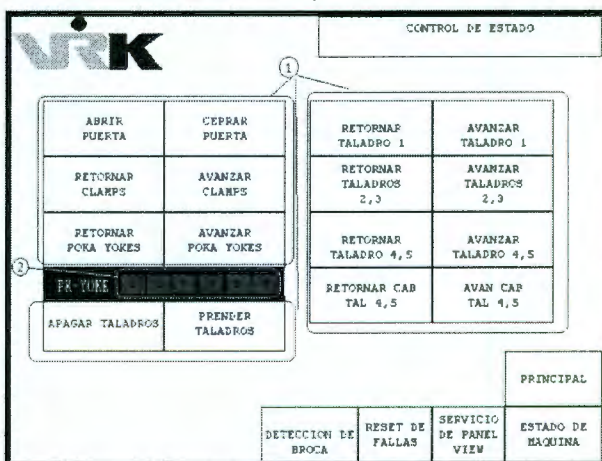 VRK
CONTROL DE ESTADO
1
ABRIR
PUERTA
CERRAR
PUERTA
RETORNAR
TALADRO 1
AVANZAR
TALADRO 1
RETORNAR
CLAMPS
AVANZAR
CLAMPS
RETORNAR
TALADROS
2,3
AVANZAR
TALADROS
2,3
RETORNAR
POKA YOKES
AVANZAR
POKA YOKES
RETORNAR
TALADRO 4,5
AVANZAR
TALADRO 4,5
2
PK-YOKE
RETORNAR CAB
TAL 4,5
AVAN CAB
TAL 4,5
APAGAR TALADROS
PRENDER
TALADROS
PRINCIPAL
DETECCION DE
BROCA
RESET DE
FALLAS
SERVICIO
DE PANEL
VIEW
ESTADO DE
MAQUINA